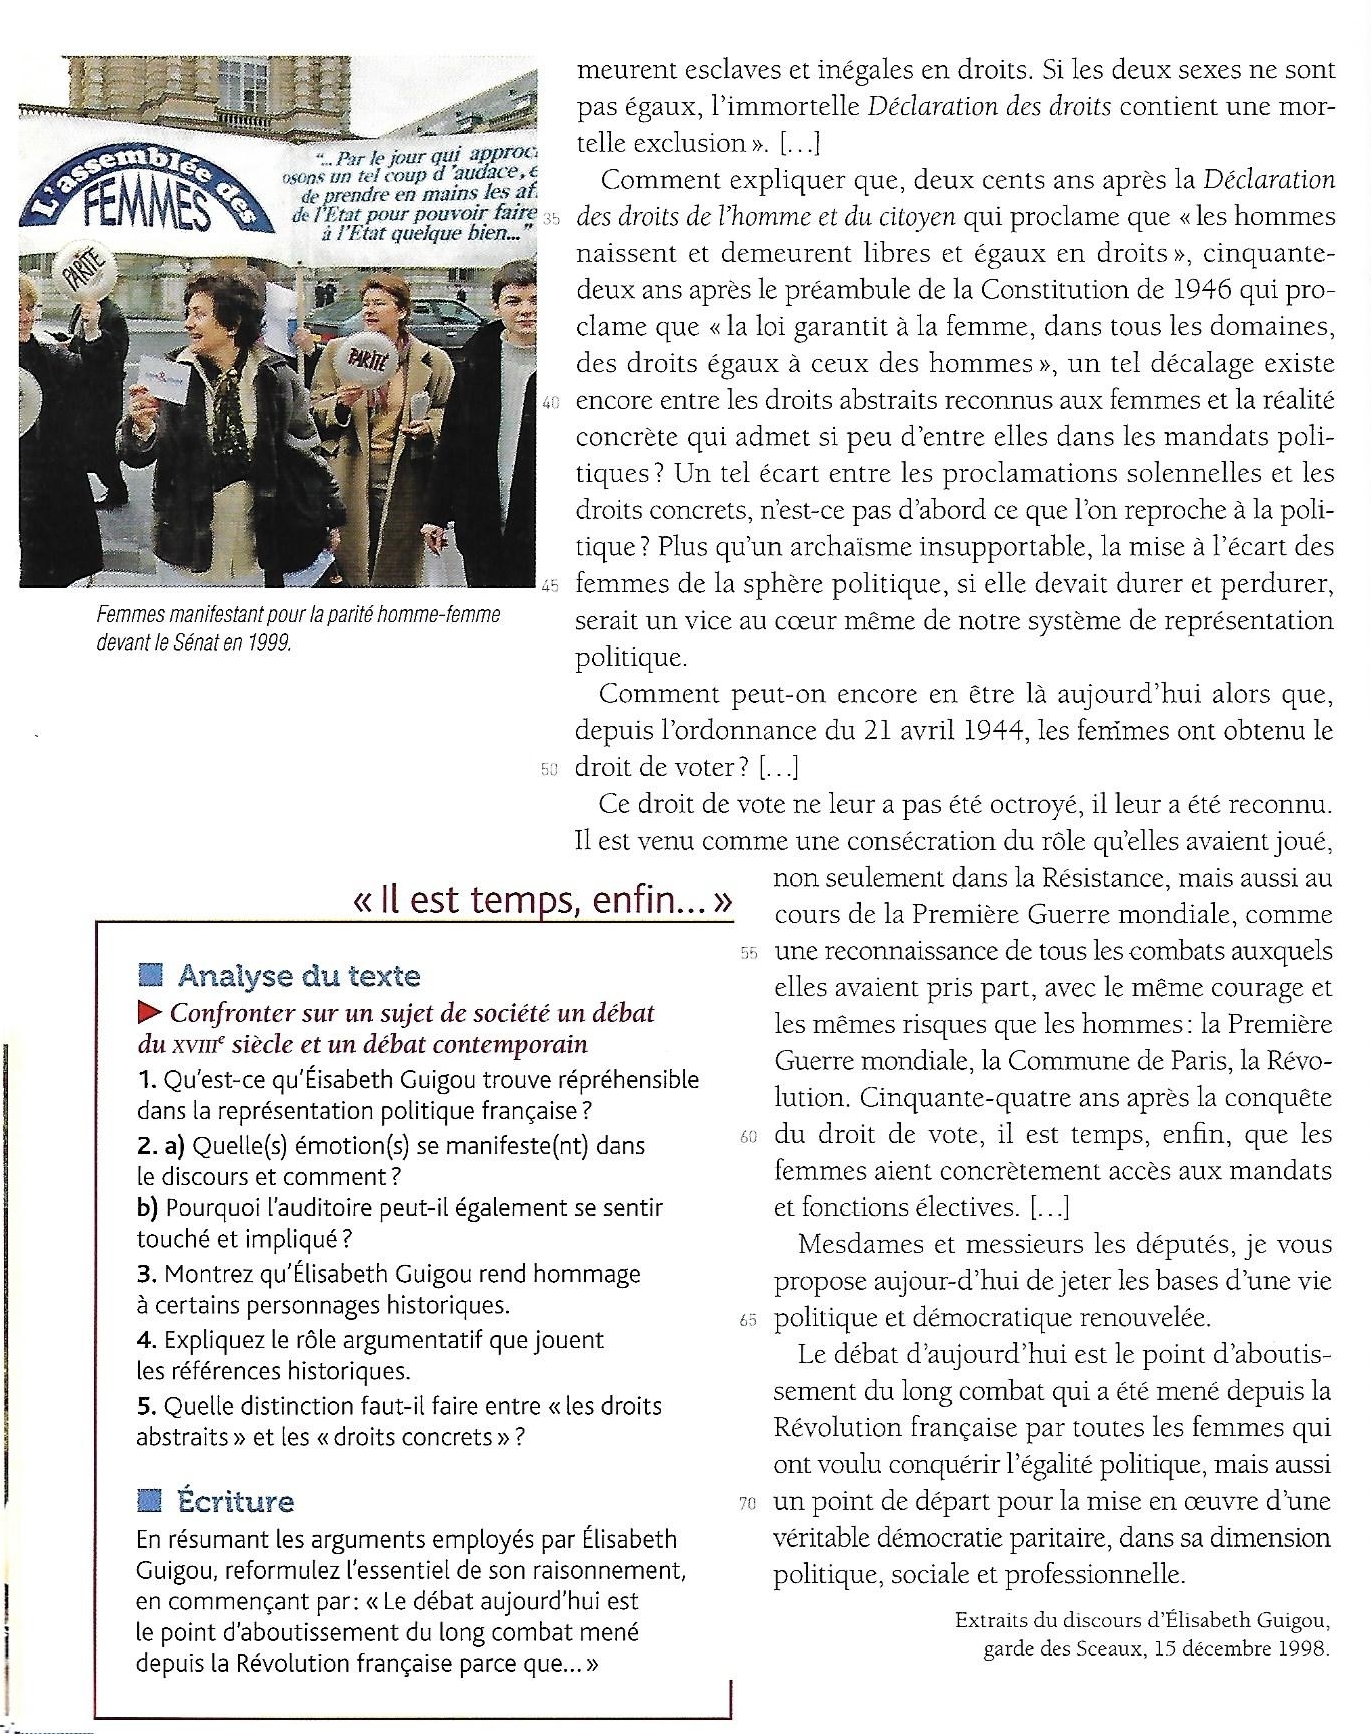 L'assemblée des
FEMMES
"... Par le jour qui approc
osons un tel coup d'audace, e
de prendre en mains les af
de l'Etat pour pouvoir faire
à l'Etat quelque bien..."
PARITÉ
PARITÉ
Femmes manifestant pour la parité homme-femme
devant le Sénat en 1999.
meurent esclaves et inégales en droits. Si les deux sexes ne sont
pas égaux, l'immortelle Déclaration des droits contient une mor-
telle exclusion ». [...]
Comment expliquer que, deux cents ans après la Déclaration
35 des droits de l'homme et du citoyen qui proclame que « les hommes
naissent et demeurent libres et égaux en droits », cinquante-
deux ans après le préambule de la Constitution de 1946 qui pro-
clame que « la loi garantit à la femme, dans tous les domaines,
des droits égaux à ceux des hommes », un tel décalage existe
40 encore entre les droits abstraits reconnus aux femmes et la réalité
concrète qui admet si peu d'entre elles dans les mandats poli-
tiques ? Un tel écart entre les proclamations solennelles et les
droits concrets, n'est-ce pas d'abord ce que l'on reproche à la poli-
tique ? Plus qu'un archaïsme insupportable, la mise à l'écart des
45 femmes de la sphère politique, si elle devait durer et perdurer,
serait un vice au cœur même de notre système de représentation
politique.
Comment peut-on encore en être là aujourd'hui alors que,
depuis l'ordonnance du 21 avril 1944, les femmes ont obtenu le
50 droit de voter ? [...]
Ce droit de vote ne leur a pas été octroyé, il leur a été reconnu.
Il est venu comme une consécration du rôle qu'elles avaient joué,
non seulement dans la Résistance, mais aussi au
cours de la Première Guerre mondiale, comme
55 une reconnaissance de tous les combats auxquels
elles avaient pris part, avec le même courage et
les mêmes risques que les hommes : la Première
Guerre mondiale, la Commune de Paris, la Révo-
lution. Cinquante-quatre ans après la conquête
60 du droit de vote, il est temps, enfin, que les
femmes aient concrètement accès aux mandats
et fonctions électives. [...]
Mesdames et messieurs les députés, je vous
propose aujour-d'hui de jeter les bases d'une vie
65 politique et démocratique renouvelée.
Le débat d'aujourd'hui est le point d'aboutis-
sement du long combat qui a été mené depuis la
Révolution française par toutes les femmes qui
ont voulu conquérir l'égalité politique, mais aussi
70 un point de départ pour la mise en œuvre d'une
véritable démocratie paritaire, dans sa dimension
politique, sociale et professionnelle.
Extraits du discours d'Élisabeth Guigou,
garde des Sceaux, 15 décembre 1998.
« Il est temps, enfin... »
Analyse du texte
Confronter sur un sujet de société un débat
du XVIIIe siècle et un débat contemporain
1. Qu'est-ce qu'Éisabeth Guigou trouve répréhensible
dans la représentation politique française ?
2. a) Quelle(s) émotion(s) se manifeste(nt) dans
le discours et comment ?
b) Pourquoi l'auditoire peut-il également se sentir
touché et impliqué ?
3. Montrez qu'Élisabeth Guigou rend hommage
à certains personnages historiques.
4. Expliquez le rôle argumentatif que jouent
les références historiques.
5. Quelle distinction faut-il faire entre « les droits
abstraits » et les « droits concrets » ?
Écriture
En résumant les arguments employés par Élisabeth
Guigou, reformulez l'essentiel de son raisonnement,
en commençant par : « Le débat aujourd'hui est
le point d'aboutissement du long combat mené
depuis la Révolution française parce que... »